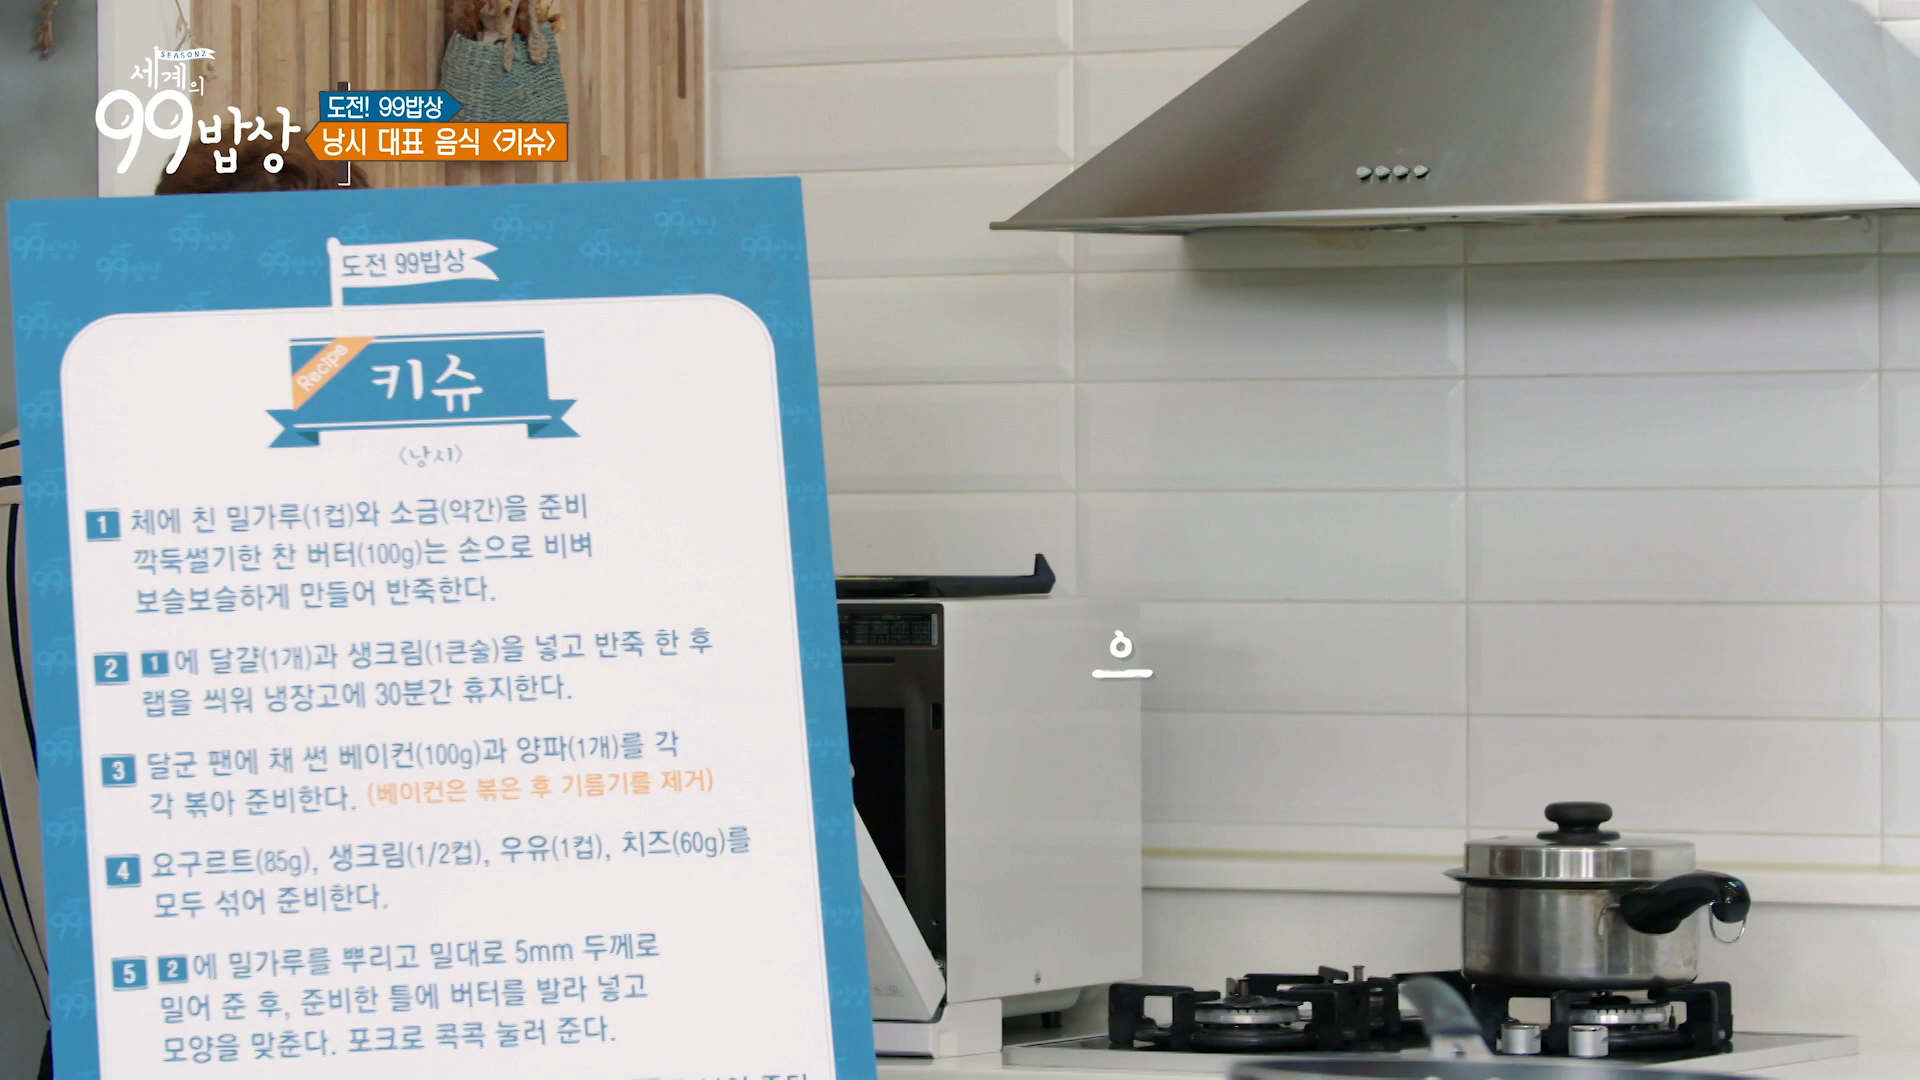 SEASON2
세계의
99밥상
도전! 99밥상
낭시 대표 음식 <키슈>
도전 99밥상
Recipe
키슈
<낭시>
1 체에 친 밀가루(1컵)와 소금(약간)을 준비
깍둑썰기한 찬 버터(100g)는 손으로 비벼
보슬보슬하게 만들어 반죽한다.
2 1에 달걀(1개)과 생크림(1큰술)을 넣고 반죽 한 후
랩을 씌워 냉장고에 30분간 휴지한다.
3 달군 팬에 채 썬 베이컨(100g)과 양파(1개)를 각
각 볶아 준비한다. (베이컨은 볶은 후 기름기를 제거)
4 요구르트(85g), 생크림(1/2컵), 우유(1컵), 치즈(60g)를
모두 섞어 준비한다.
5 2에 밀가루를 뿌리고 밀대로 5mm 두께로
밀어 준 후, 준비한 틀에 버터를 발라 넣고
모양을 맞춘다. 포크로 콕콕 눌러 준다.
흐